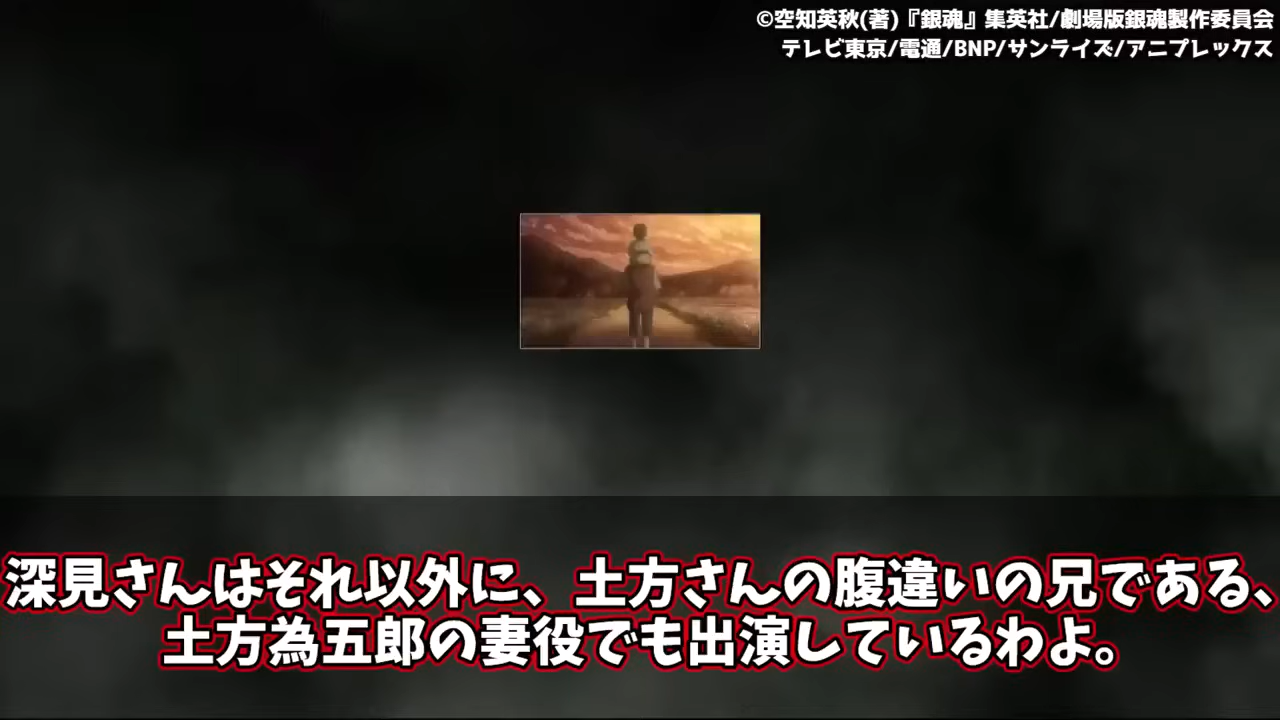 ©空知英秋(著)『銀魂』集英社/劇場版銀魂製作委員会
テレビ東京/電通/BNP/サンライズ/アニプレックス
深見さんはそれ以外に、土方さんの腹違いの兄である、
土方為五郎の妻役でも出演しているわよ。